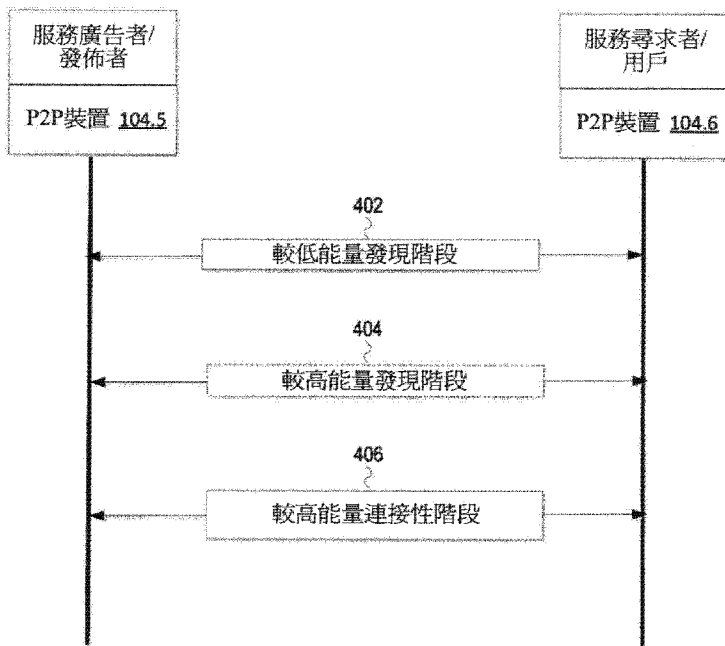 服務廣告者/
發佈者
P2P裝置 104.5
服務尋求者/
用戶
P2P裝置 104.6
402
較低能量發現階段
404
較高能量發現階段
406
較高能量連接性階段